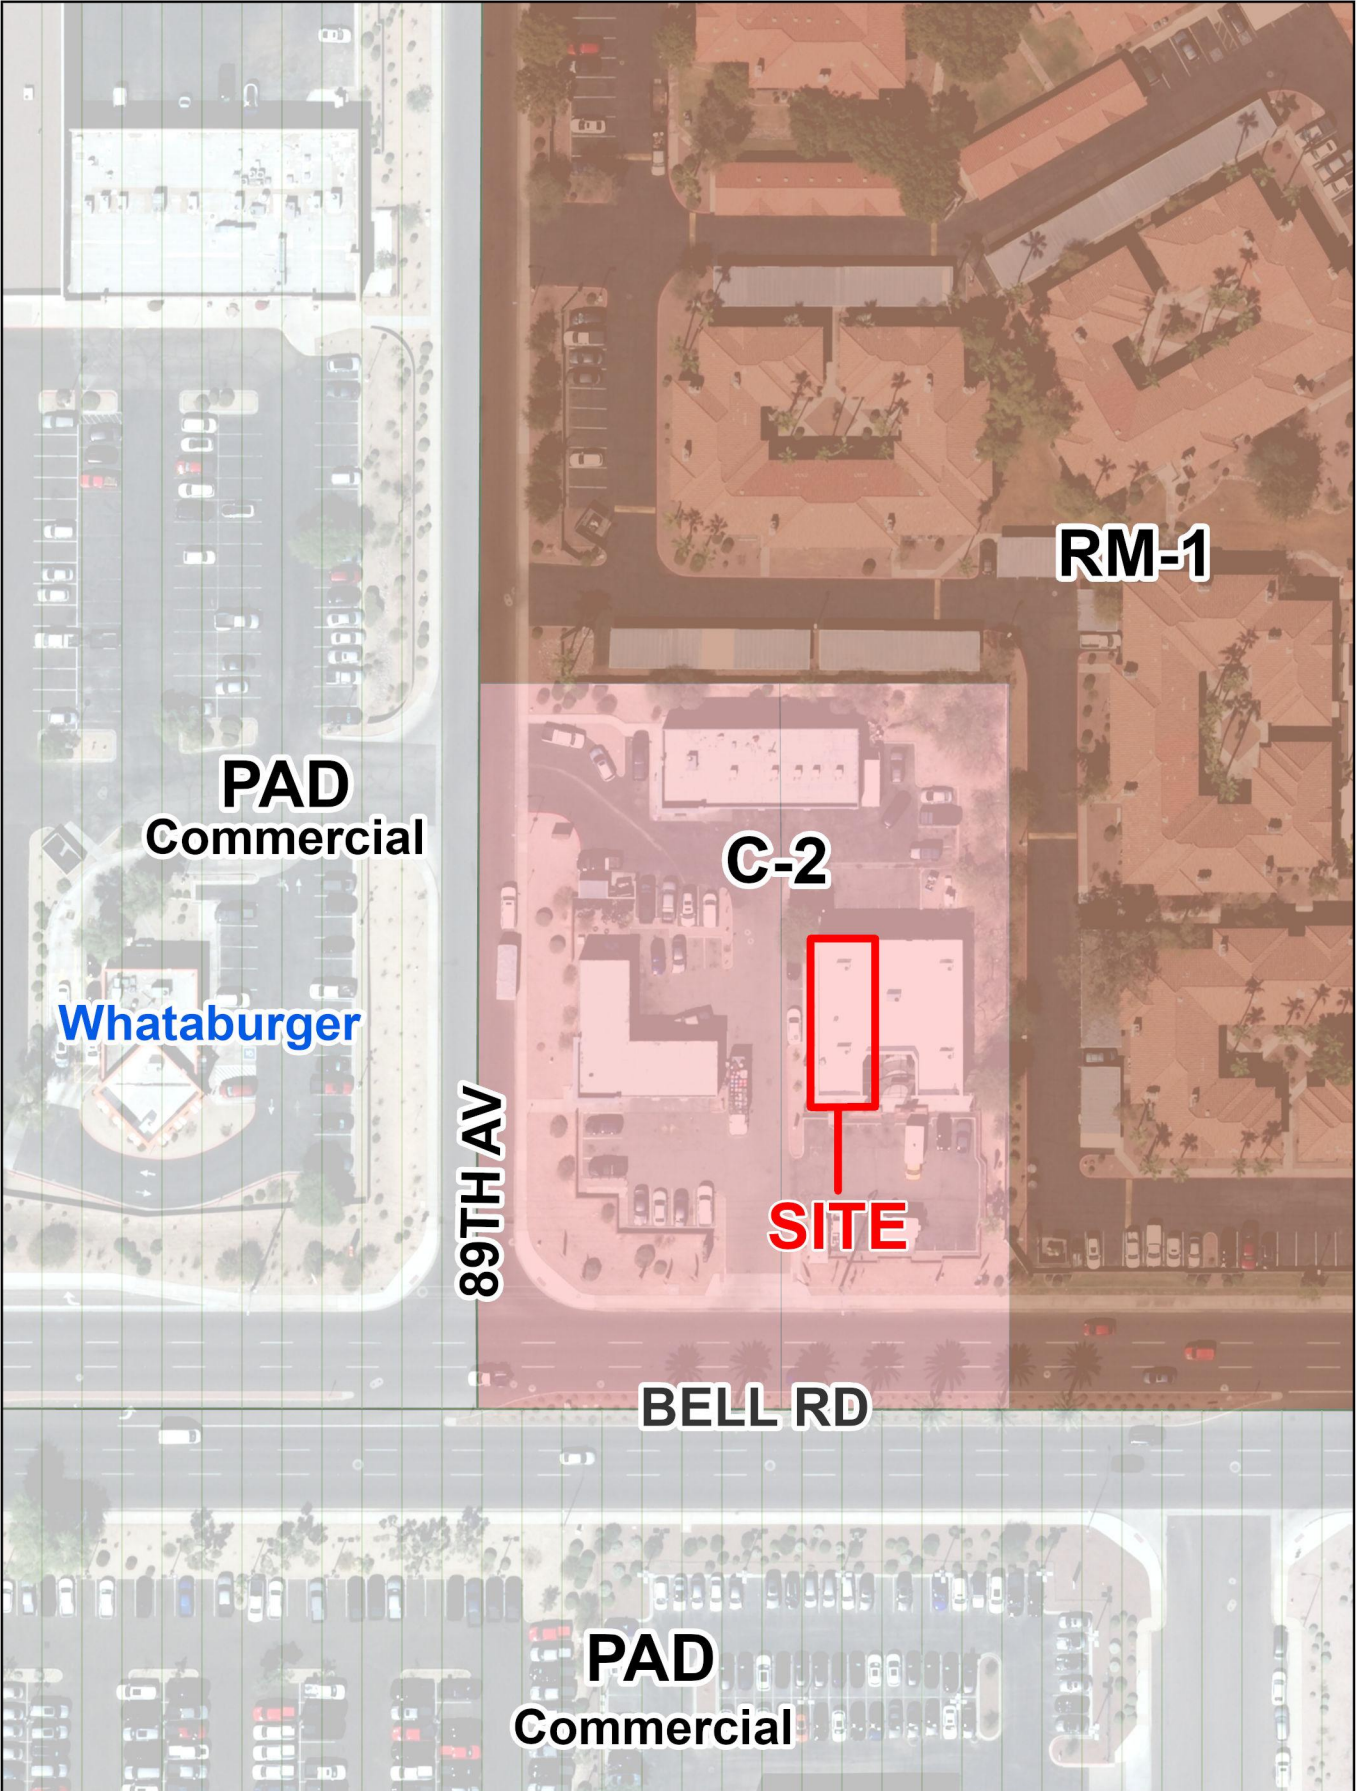 RM-1
PAD
Commercial
C-2
Whataburger
89TH AV
SITE
BELL RD
PAD
Commercial